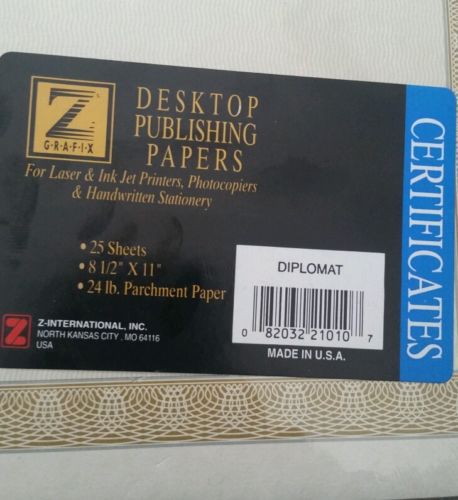 Z
G·R·A·F·I·X
DESKTOP
PUBLISHING
PAPERS
For Laser & Ink Jet Printers, Photocopiers
& Handwritten Stationery
• 25 Sheets
• 8 1/2" X 11"
• 24 lb. Parchment Paper
Z
Z-INTERNATIONAL, INC.
NORTH KANSAS CITY, MO 64116
USA
DIPLOMAT
0 82032 21010 7
MADE IN U.S.A.
CERTIFICATES